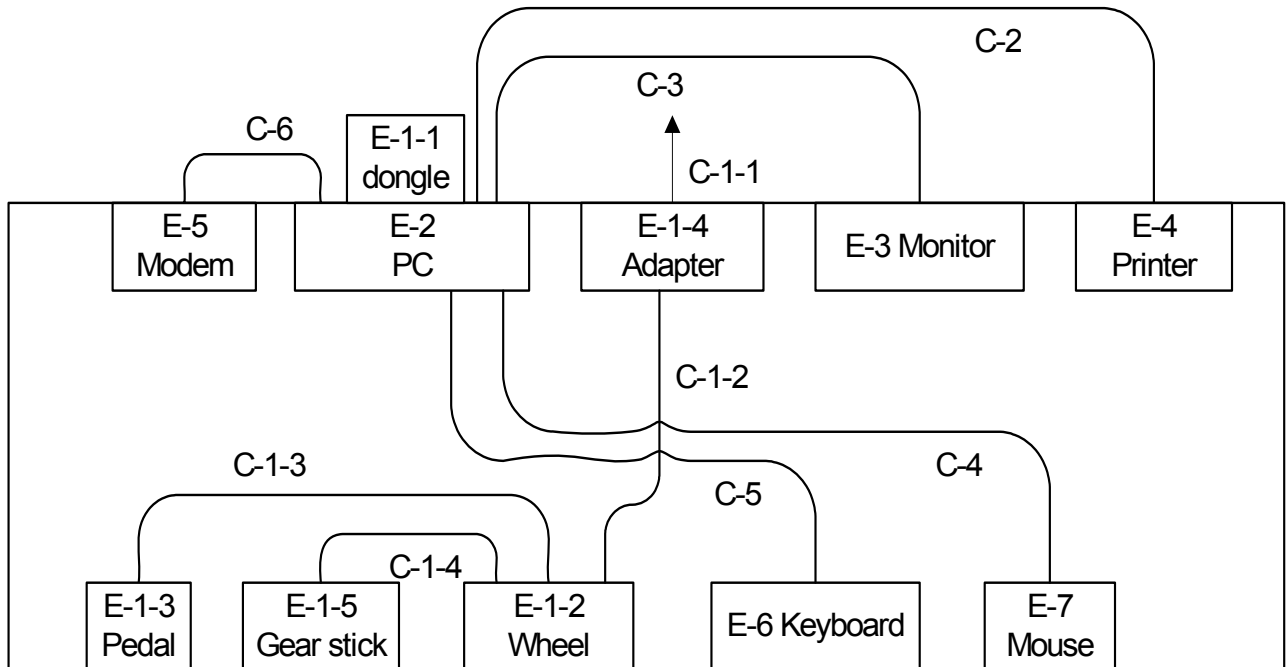 C-2
C-3
C-6
E-1-1
dongle
C-1-1
E-5
Modem
E-2
PC
E-1-4
Adapter
E-3 Monitor
E-4
Printer
C-1-2
C-1-3
C-4
C-5
C-1-4
E-1-3
Pedal
E-1-5
Gear stick
E-1-2
Wheel
E-6 Keyboard
E-7
Mouse